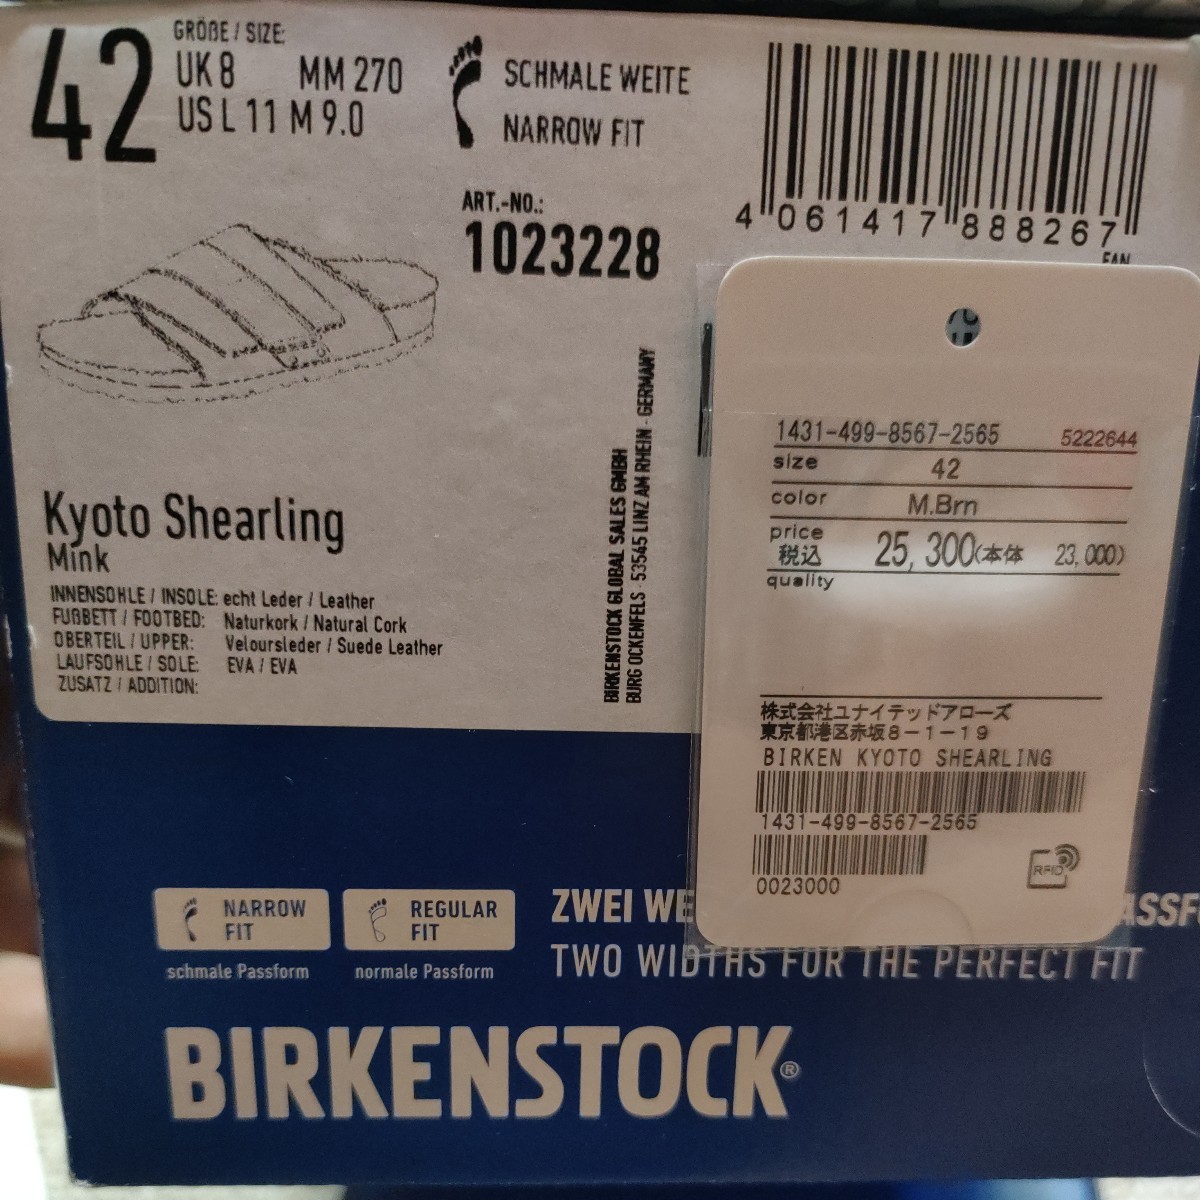 42
GRÖßE / SIZE:
UK 8 MM 270
US L 11 M 9.0
SCHMALE WEITE
NARROW FIT
ART.-NO.:
1023228
4 061417 888267
EAN
Kyoto Shearling
Mink
INNENSOHLE / INSOLE: echt Leder / Leather
FUßBETT / FOOTBED: Naturkork / Natural Cork
OBERTEIL / UPPER: Veloursleder / Suede Leather
LAUFSOHLE / SOLE: EVA / EVA
ZUSATZ / ADDITION:
BIRKENSTOCK GLOBAL SALES GMBH
BURG OCKENFELS · 53545 LINZ AM RHEIN · GERMANY
1431-499-8567-2565 5222644
size 42
color M.Brn
price
税込 25,300(本体 23,000)
quality
株式会社ユナイテッドアローズ
東京都港区赤坂8-1-19
BIRKEN KYOTO SHEARLING
1431-499-8567-2565
0023000
RFID
NARROW
FIT
schmale Passform
REGULAR
FIT
normale Passform
ZWEI WE ASSF
TWO WIDTHS FOR THE PERFECT FIT
BIRKENSTOCK®